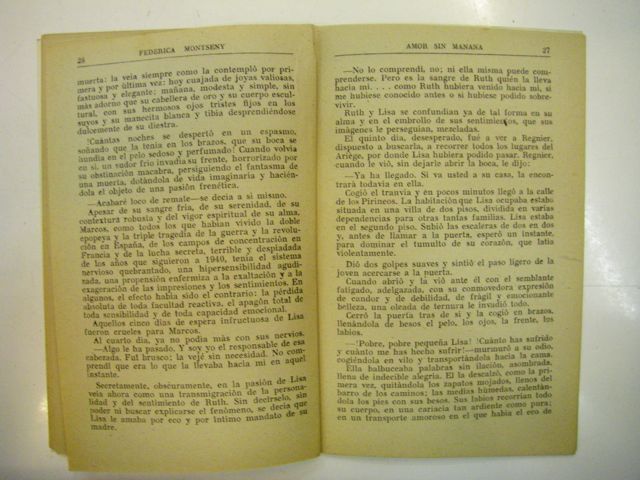 26
FEDERICA MONTSENY
muerta: la veía siempre como la contempló por pri-
mera y por última vez: hoy cuajada de joyas valiosas,
fastuosa y elegante; mañana, modesta y simple, sin
más adorno que su cabellera de oro y su cuerpo escul-
tural, con sus hermosos ojos tristes fijos en los
suyos y su manecita blanca y tibia desprendiéndose
dulcemente de su diestra.
¡Cuántas noches se despertó en un espasmo,
soñando que la tenía en los brazos, que su boca se
hundía en el pelo sedoso y perfumado! Cuando volvía
en sí, un sudor frío invadía su frente, horrorizado por
su obstinación macabra, persiguiendo el fantasma de
una muerta, dotándola de vida imaginaria y hacién-
dola el objeto de una pasión frenética.
—Acabaré loco de remate—se decía a sí mismo.
Apesar de su sangre fría, de su serenidad, de su
contextura robusta y del vigor espiritual de su alma,
Marcos, como todos los que habían vivido la doble
epopeya y la triple tragedia de la guerra y la revolu-
ción en España, de los campos de concentración en
Francia y de la lucha secreta, terrible y despiadada
de los años que siguieron a 1940, tenía el sistema
nervioso quebrantado, una hipersensibilidad agudi-
zada, una propensión enfermiza a la exaltación y a la
exageración de las impresiones y los sentimientos. En
algunos, el efecto había sido el contrario: la pérdida
absoluta de toda facultad reactiva, el apagón total de
toda sensibilidad y de toda capacidad emocional.
Aquellos cinco días de espera infructuosa de Lisa
fueron crueles para Marcos.
Al cuarto día, ya no podía más con sus nervios.
—Algo le ha pasado. Y soy yo el responsable de esa
cabezada. Fuí brusco; la vejé sin necesidad. No com-
prendí que era lo que la llevaba hacia mí en aquel
instante.
Secretamente, obscuramente, en la pasión de Lisa
veía ahora como una transmigración de la persona-
lidad y del sentimiento de Ruth. Sin decírselo, sin
poder ni buscar explicarse el fenómeno, se decía que
Lisa le amaba por eco y por íntimo mandato de su
madre.
AMOR SIN MAÑANA
27
—No lo comprendí, no; ni ella misma puede com-
prenderse. Pero es la sangre de Ruth quién la lleva
hacia mí. . . . como Ruth hubiera venido hacia mí, si
me hubiese conocido antes o si hubiese podido sobre-
vivir.
Ruth y Lisa se confundían ya de tal forma en su
alma y en el embrollo de sus sentimientos, que sus
imágenes le perseguían, mezcladas.
El quinto día, desesperado, fué a ver a Regnier,
dispuesto a buscarla, a recorrer todos los lugares del
Ariège, por donde Lisa hubiera podido pasar. Regnier,
cuando le vió, sin dejarle abrir la boca, le dijo:
—Ya ha llegado. Si va usted a su casa, la encon-
trará todavía en ella.
Cogió el tranvía y en pocos minutos llegó a la calle
de los Pirineos. La habitación que Lisa ocupaba estaba
situada en una villa de dos pisos, dividida en varias
dependencias para otras tantas familias. Lisa estaba
en el segundo piso. Subió las escaleras de dos en dos
y, antes de llamar a la puerta, esperó un instante,
para dominar el tumulto de su corazón, que latía
violentamente.
Dió dos golpes suaves y sintió el paso ligero de la
joven acercarse a la puerta.
Cuando abrió y la vió ante él con el semblante
fatigado, adelgazado, con su conmovedora expresión
de candor y de debilidad, de frágil y emocionante
belleza, una oleada de ternura le invadió todo.
Cerró la puerta tras de sí y la cogió en brazos,
llenándola de besos el pelo, los ojos, la frente, los
labios.
—¡Pobre, pobre pequeña Lisa! ¡Cuánto has sufrido
y cuánto me has hecho sufrir!—murmuró a su oído,
cogiéndola en vilo y transportándola hacia la cama.
Ella balbuceaba palabras sin ilación, asombrada,
llena de indecible alegría. El la descalzó, como la pri-
mera vez, quitándola los zapatos mojados, llenos del
barro de los caminos; las medias húmedas, calentán-
dola los pies con sus besos. Sus labios recorrían todo
su cuerpo, en una cariacia tan ardiente como pura;
en un transporte amoroso en el que había el eco de